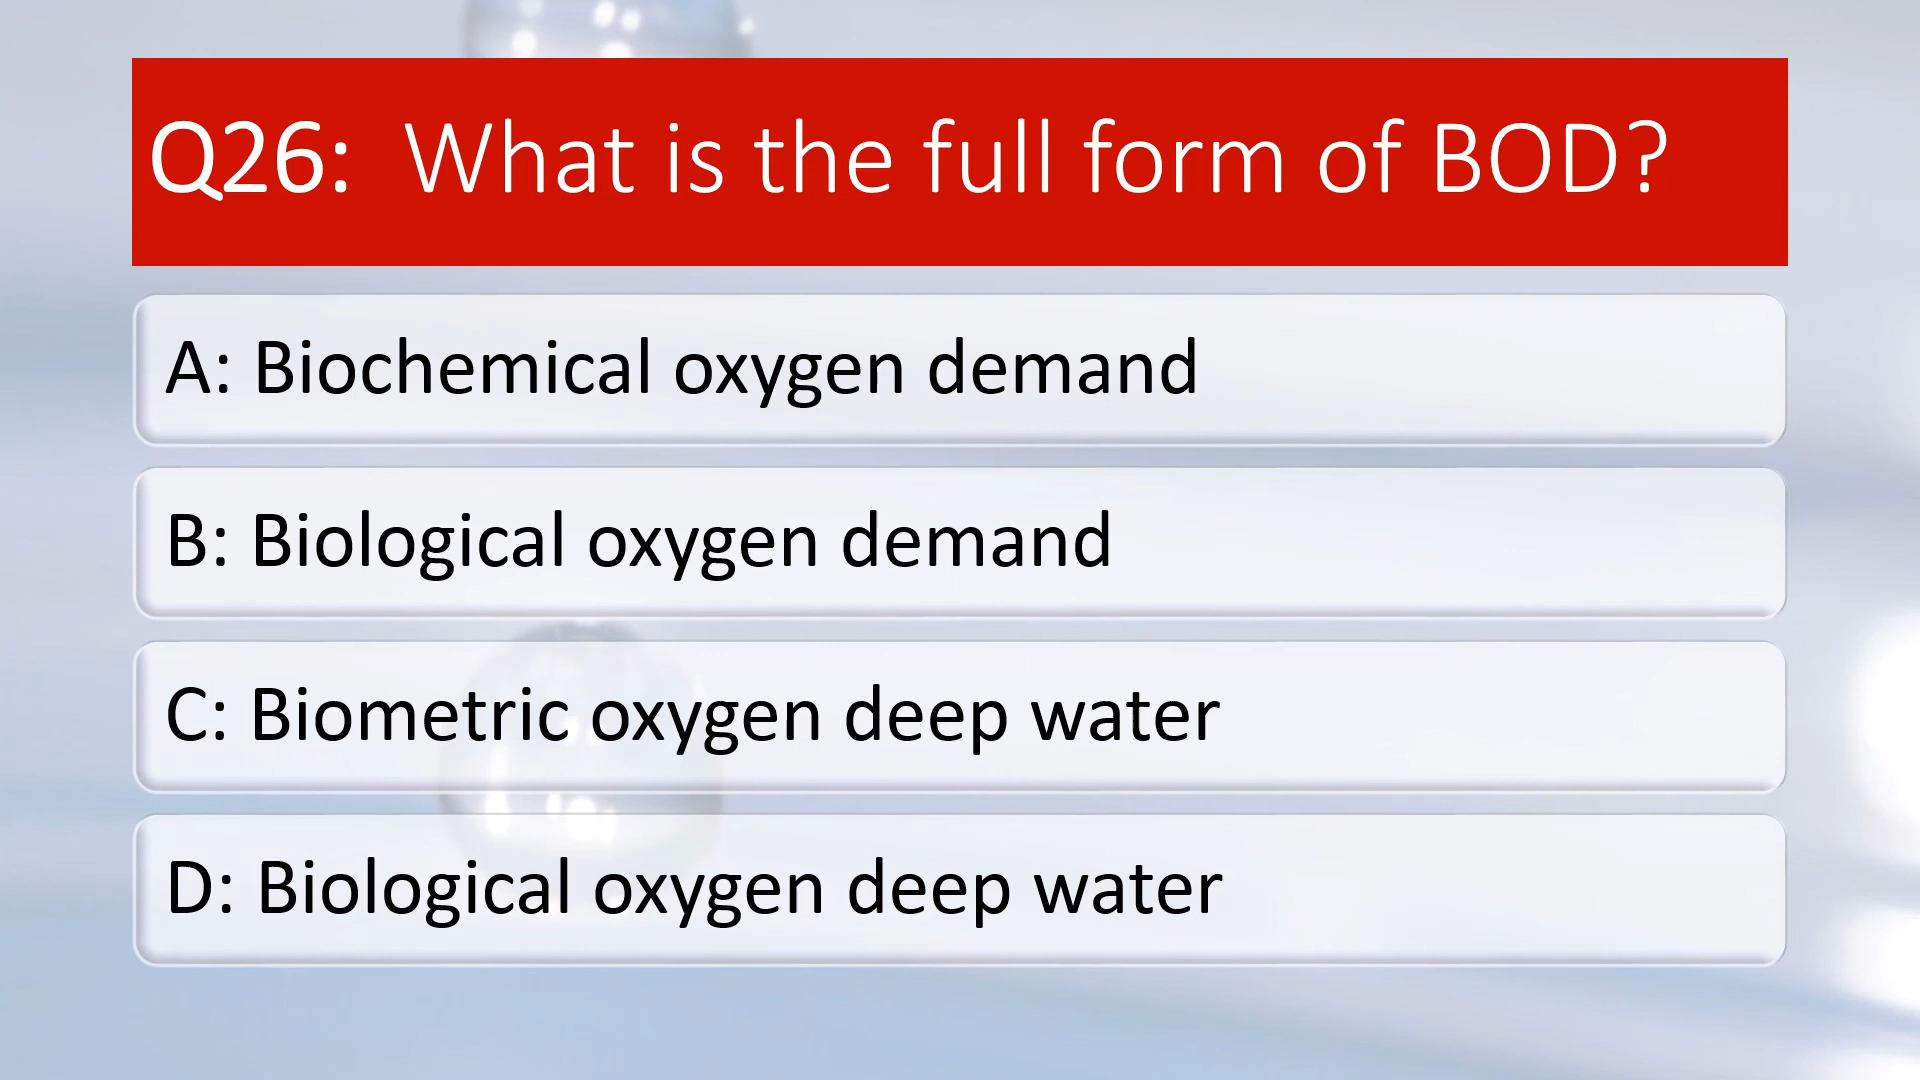 Q26: What is the full form of BOD?
A: Biochemical oxygen demand
B: Biological oxygen demand
C: Biometric oxygen deep water
D: Biological oxygen deep water